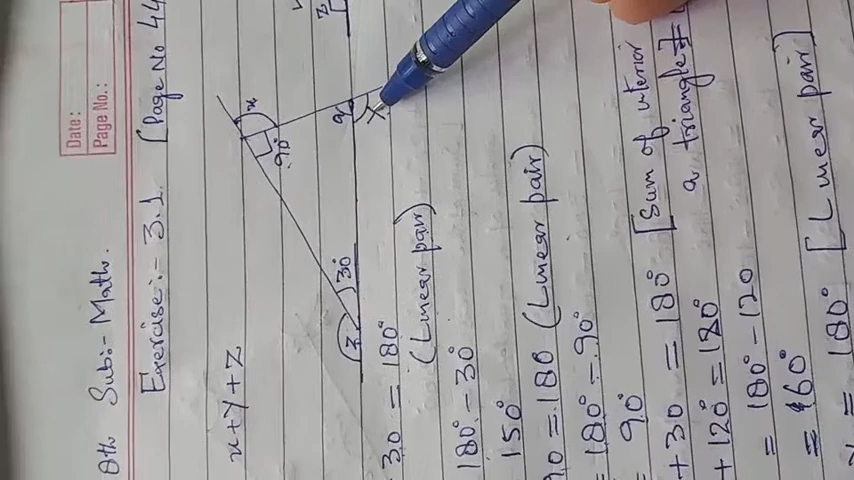 Date:
Page No.:
8th Sub:- Math.
Exercise:- 3.1 [Page No 44
x+y+z
x
90°
30°
z
a
30 = 180°
(Linear pair)
180° - 30°
150°
90 = 180 (Linear pair)
= 180° - 90°
= 90°
+ 30 = 180° [Sum of interior
a triangle
+ 120° = 180°
= 180° - 120
= 60°
= 180° [Linear pair]